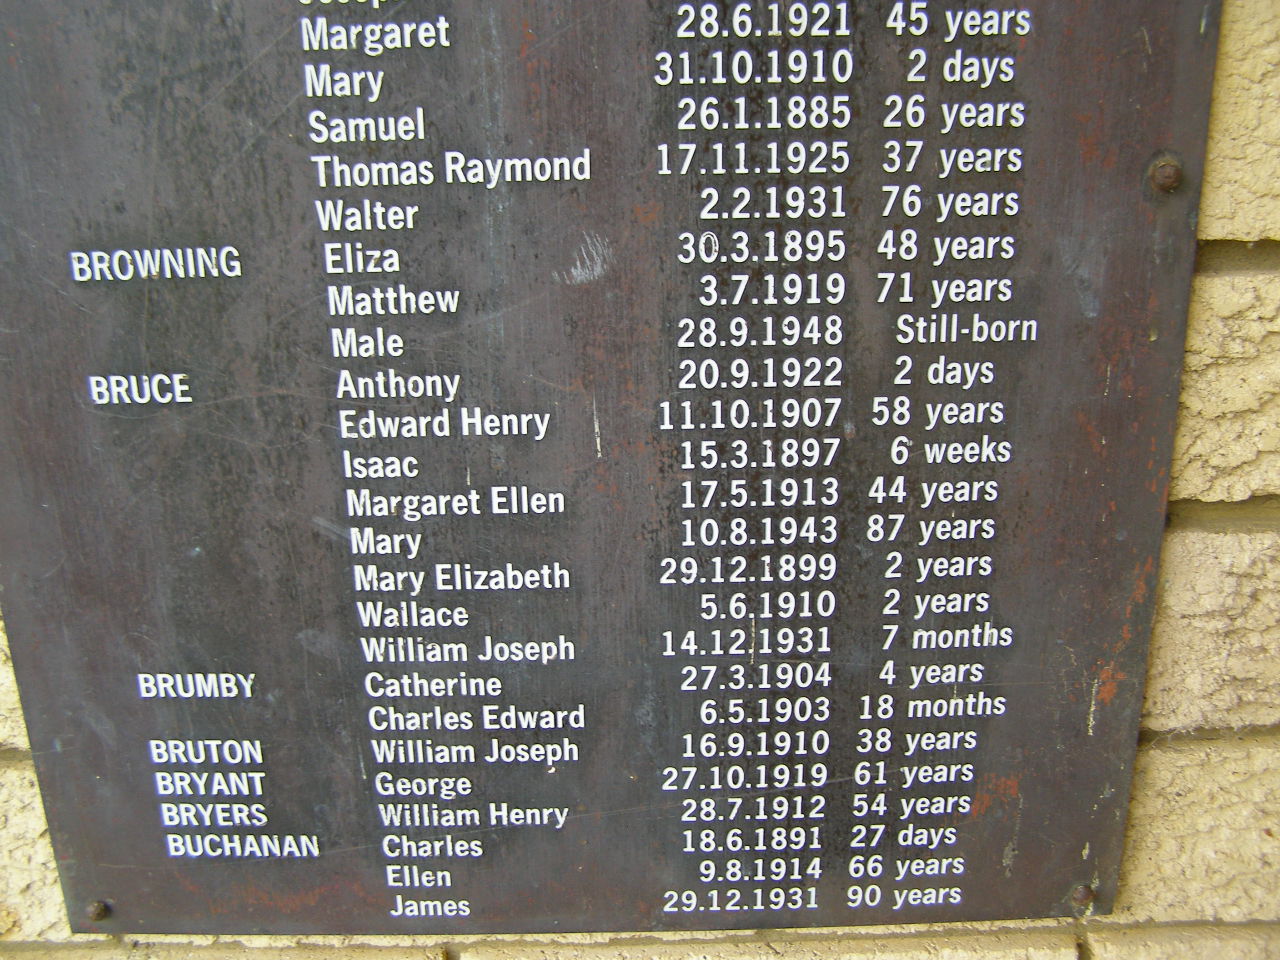 Margaret 28.6.1921 45 years
Mary 31.10.1910 2 days
Samuel 26.1.1885 26 years
Thomas Raymond 17.11.1925 37 years
Walter 2.2.1931 76 years
BROWNING Eliza 30.3.1895 48 years
Matthew 3.7.1919 71 years
Male 28.9.1948 Still-born
BRUCE Anthony 20.9.1922 2 days
Edward Henry 11.10.1907 58 years
Isaac 15.3.1897 6 weeks
Margaret Ellen 17.5.1913 44 years
Mary 10.8.1943 87 years
Mary Elizabeth 29.12.1899 2 years
Wallace 5.6.1910 2 years
William Joseph 14.12.1931 7 months
BRUMBY Catherine 27.3.1904 4 years
Charles Edward 6.5.1903 18 months
BRUTON William Joseph 16.9.1910 38 years
BRYANT George 27.10.1919 61 years
BRYERS William Henry 28.7.1912 54 years
BUCHANAN Charles 18.6.1891 27 days
Ellen 9.8.1914 66 years
James 29.12.1931 90 years